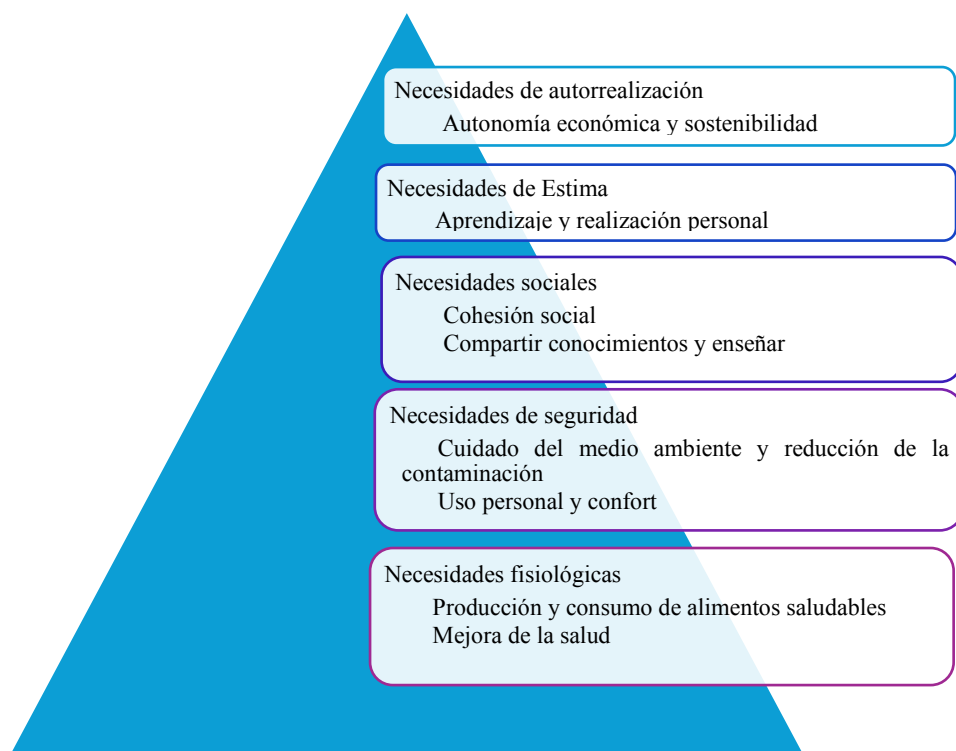 Necesidades de autorrealización
Autonomía económica y sostenibilidad
Necesidades de Estima
Aprendizaje y realización personal
Necesidades sociales
Cohesión social
Compartir conocimientos y enseñar
Necesidades de seguridad
Cuidado del medio ambiente y reducción de la
contaminación
Uso personal y confort
Necesidades fisiológicas
Producción y consumo de alimentos saludables
Mejora de la salud